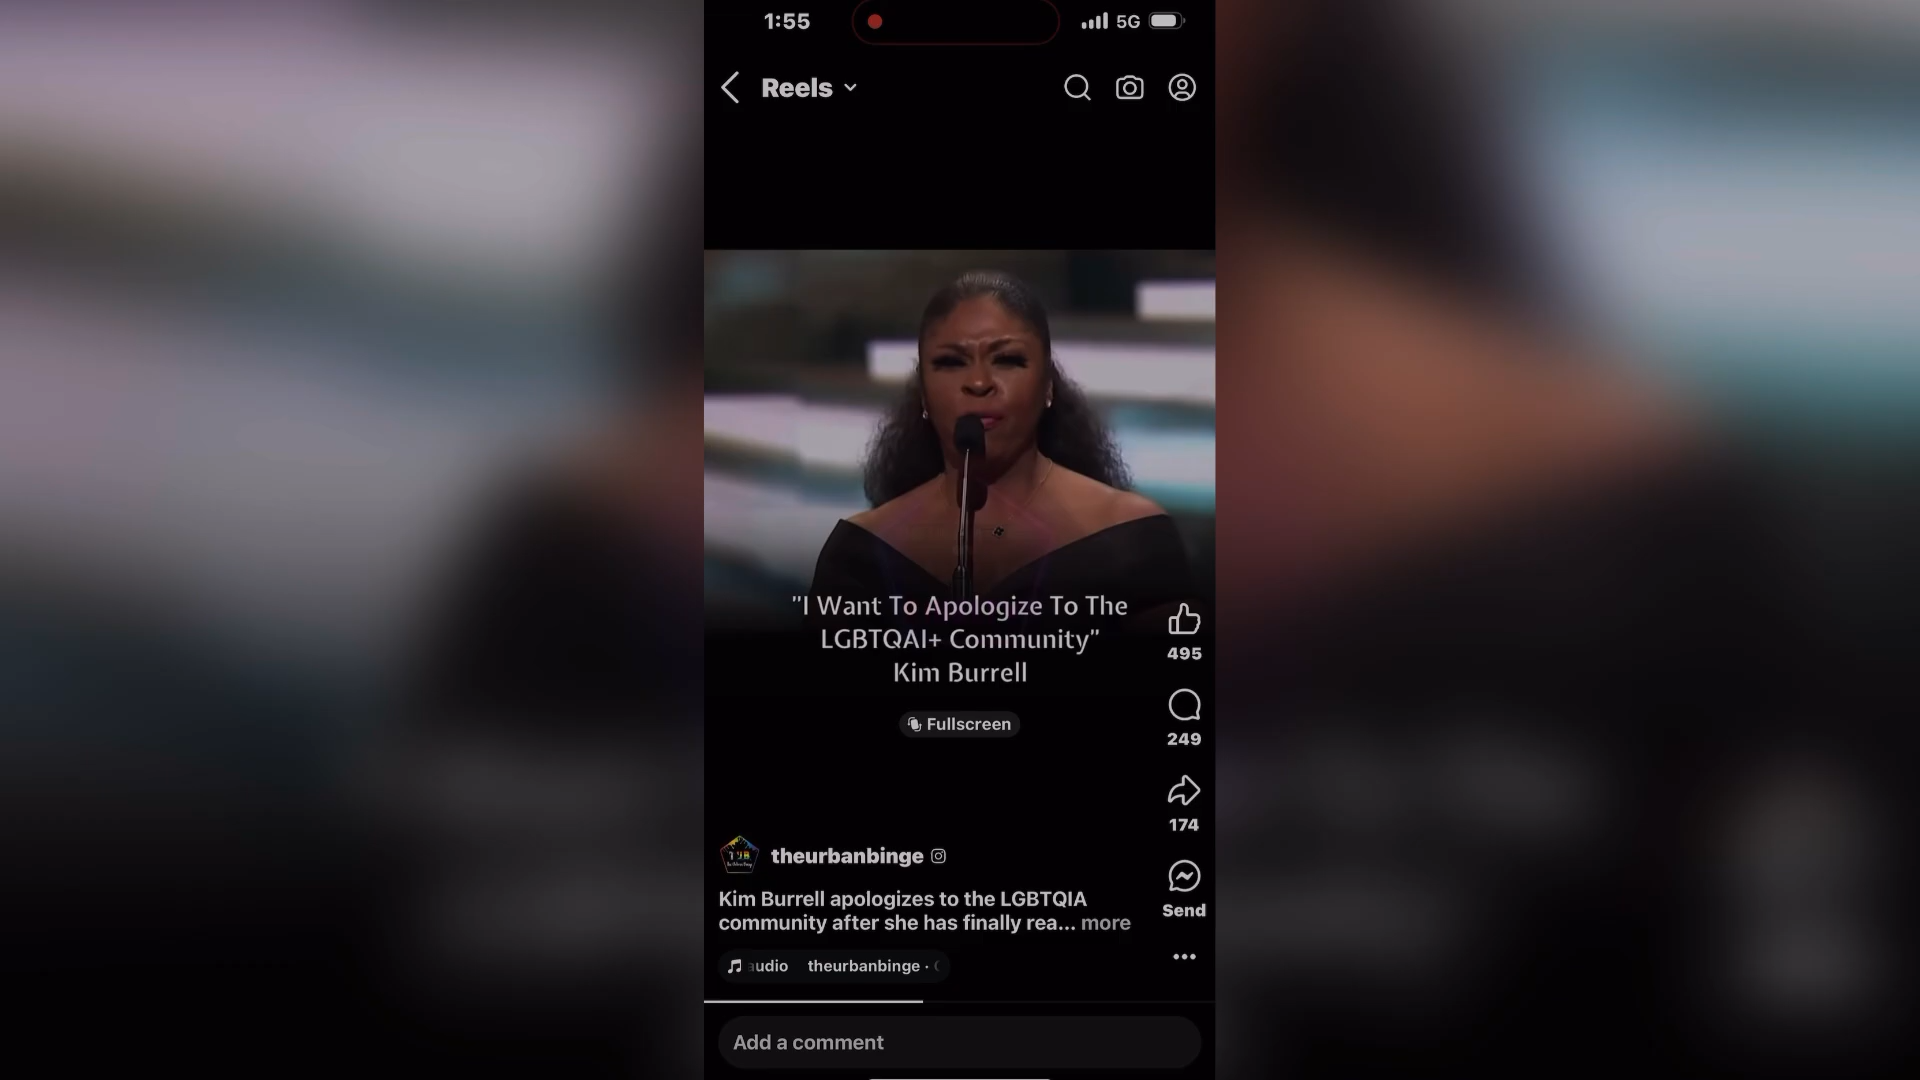 1:55
5G
Reels
"I Want To Apologize To The
LGBTQAI+ Community"
Kim Burrell
Fullscreen
495
249
174
Send
TUB
theurbanbinge
Kim Burrell apologizes to the LGBTQIA
community after she has finally rea... more
audio theurbanbinge ·
Add a comment